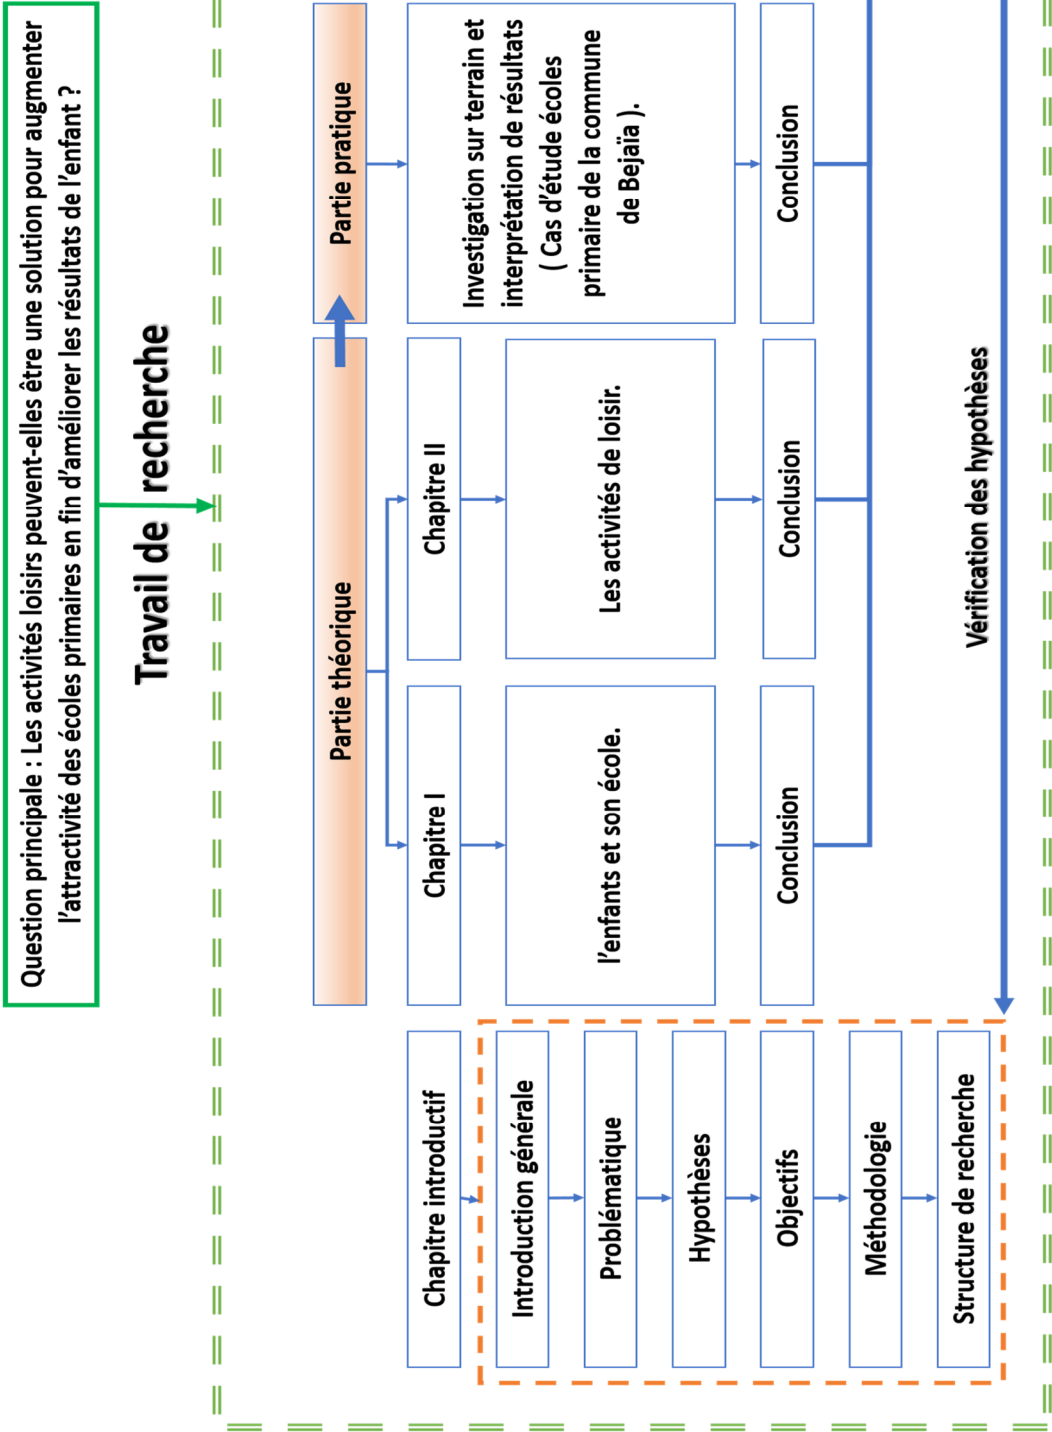 Question principale : Les activités loisirs peuvent-elles être une solution pour augmenter
l'attractivité des écoles primaires en fin d'améliorer les résultats de l'enfant ?
Travail de recherche
Chapitre introductif
Introduction générale
Problématique
Hypothèses
Objectifs
Méthodologie
Structure de recherche
Partie théorique
Chapitre I
l'enfants et son école.
Conclusion
Chapitre II
Les activités de loisir.
Conclusion
Partie pratique
Investigation sur terrain et
interprétation de résultats
( Cas d'étude écoles
primaire de la commune
de Bejaïa ).
Conclusion
Vérification des hypothèses